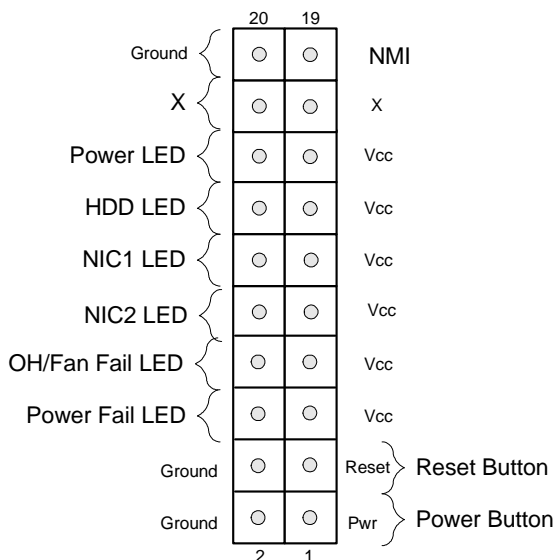 20 19
Ground NMI
X X
Power LED Vcc
HDD LED Vcc
NIC1 LED Vcc
NIC2 LED Vcc
OH/Fan Fail LED Vcc
Power Fail LED Vcc
Ground Reset Reset Button
Ground Pwr Power Button
2 1